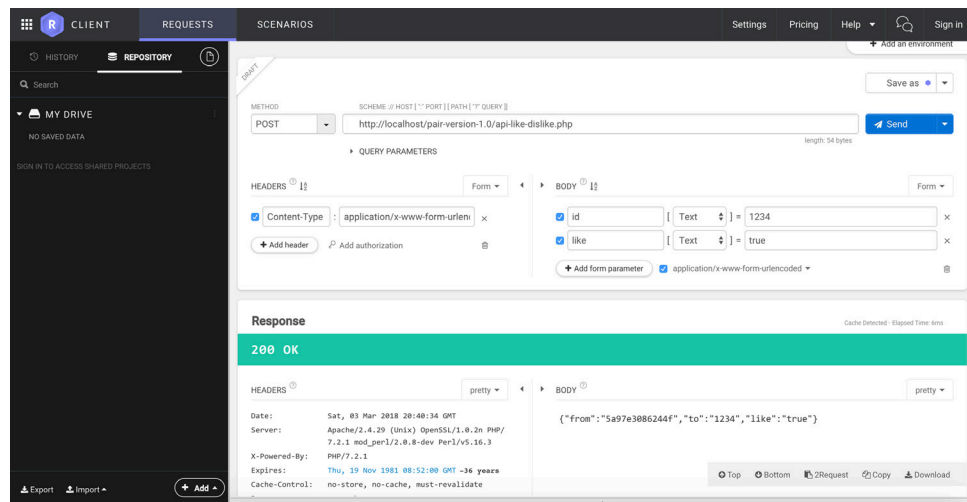 R CLIENT REQUESTS SCENARIOS Settings Pricing Help Sign in
HISTORY REPOSITORY
+ Add an environment
Search
DRAFT
Save as
MY DRIVE
NO SAVED DATA
SIGN IN TO ACCESS SHARED PROJECTS
METHOD SCHEME :// HOST [ ":" PORT ] [ PATH [ "?" QUERY ]]
POST http://localhost/pair-version-1.0/api-like-dislike.php Send
length: 54 bytes
QUERY PARAMETERS
HEADERS Form BODY Form
Content-Type : application/x-www-form-urlen × id [ Text ] = 1234 ×
like [ Text ] = true ×
+ Add header Add authorization
+ Add form parameter application/x-www-form-urlencoded
Response Cache Detected - Elapsed Time: 6ms
200 OK
HEADERS pretty BODY pretty
Date: Sat, 03 Mar 2018 20:40:34 GMT
Server: Apache/2.4.29 (Unix) OpenSSL/1.0.2n PHP/
7.2.1 mod_perl/2.0.8-dev Perl/v5.16.3
X-Powered-By: PHP/7.2.1
Expires: Thu, 19 Nov 1981 08:52:00 GMT -36 years
Cache-Control: no-store, no-cache, must-revalidate
{"from":"5a97e3086244f","to":"1234","like":"true"}
Top Bottom 2Request Copy Download
Export Import + Add